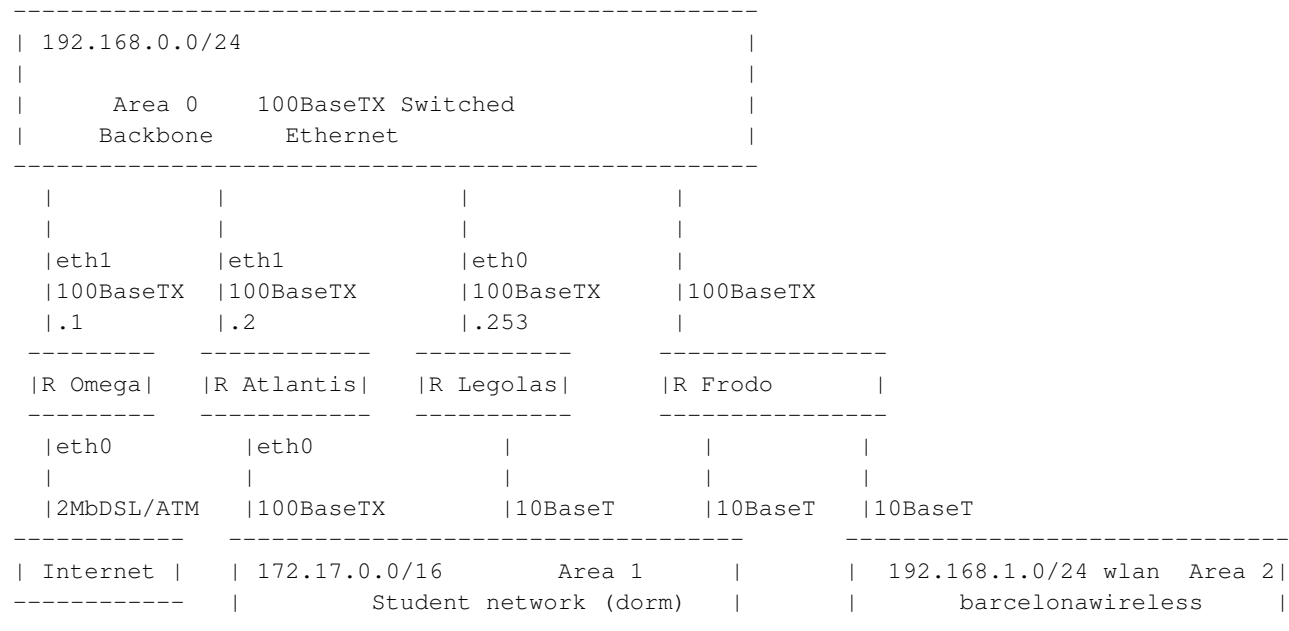 ---------------------------------------------------
| 192.168.0.0/24                                   |
|                                                  |
|      Area 0    100BaseTX Switched                |
|     Backbone     Ethernet                        |
---------------------------------------------------
  |           |                |              |
  |           |                |              |
  |eth1       |eth1            |eth0          |
  |100BaseTX  |100BaseTX       |100BaseTX     |100BaseTX
  |.1         |.2              |.253          |
 ---------   ------------   -----------      ----------------
 |R Omega|   |R Atlantis|   |R Legolas|      |R Frodo       |
 ---------   ------------   -----------      ----------------
  |eth0         |eth0             |             |          |
  |             |                 |             |          |
  |2MbDSL/ATM   |100BaseTX        |10BaseT      |10BaseT   |10BaseT
------------   ------------------------------------       -------------------------------
| Internet |   | 172.17.0.0/16        Area 1      |       |  192.168.1.0/24 wlan  Area 2|
------------   |         Student network (dorm)   |       |       barcelonawireless     |